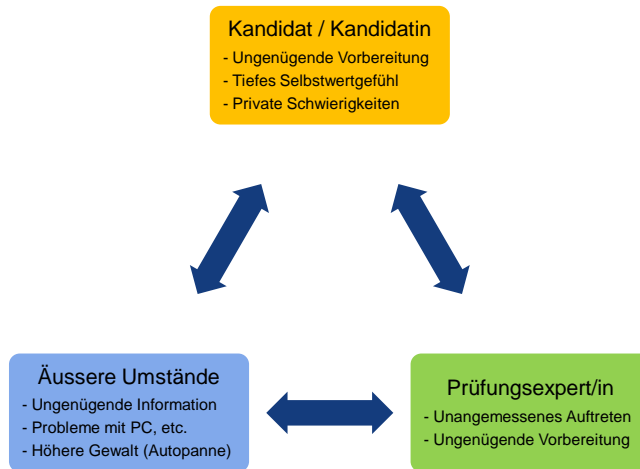 Kandidat / Kandidatin
- Ungenügende Vorbereitung
- Tiefes Selbstwertgefühl
- Private Schwierigkeiten
Äussere Umstände
- Ungenügende Information
- Probleme mit PC, etc.
- Höhere Gewalt (Autopanne)
Prüfungsexpert/in
- Unangemessenes Auftreten
- Ungenügende Vorbereitung